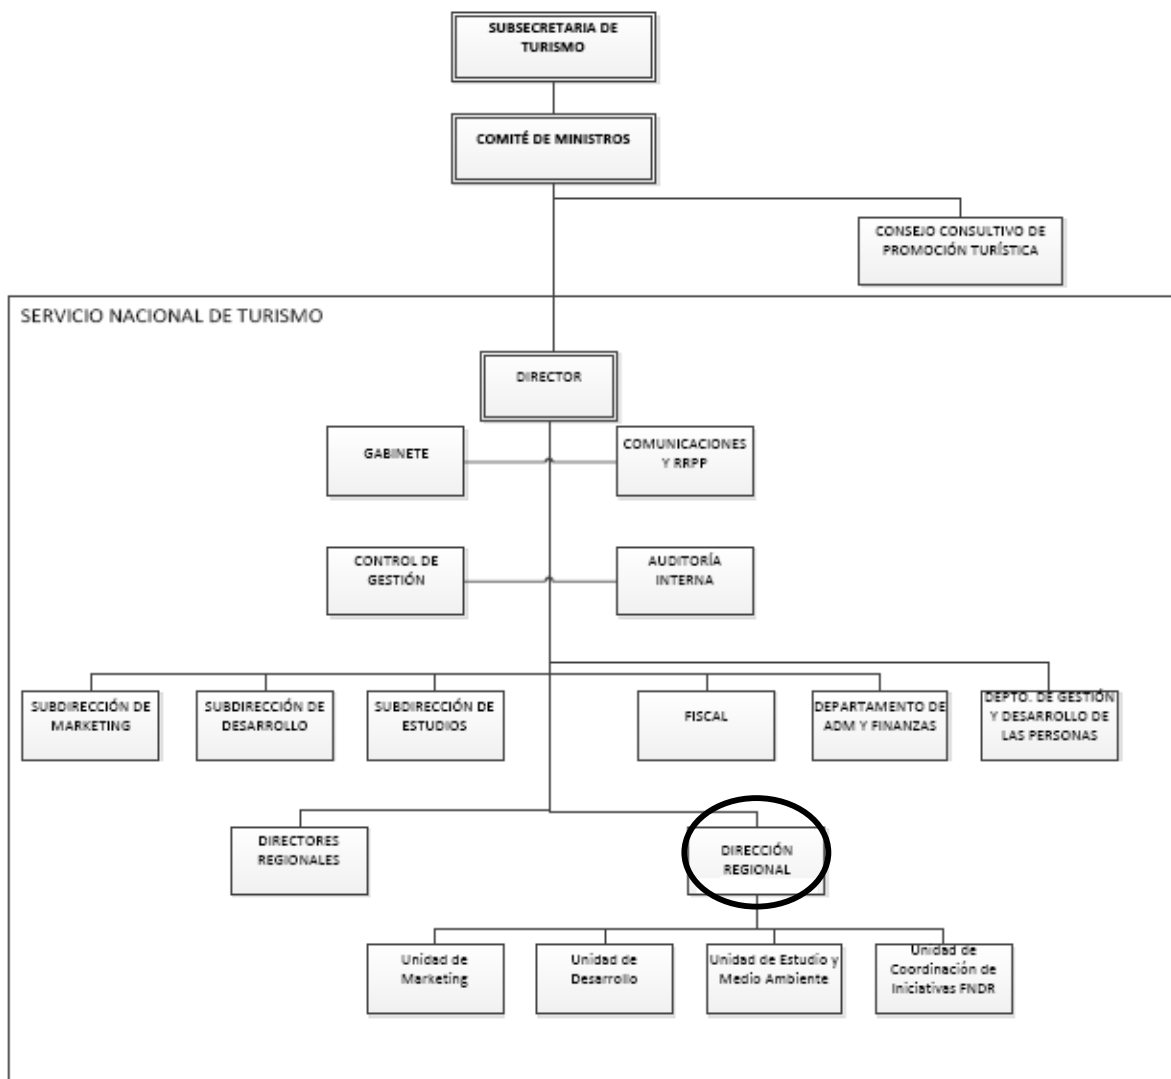 SUBSECRETARIA DE
TURISMO
COMITÉ DE MINISTROS
CONSEJO CONSULTIVO DE
PROMOCIÓN TURÍSTICA
SERVICIO NACIONAL DE TURISMO
DIRECTOR
GABINETE
COMUNICACIONES
Y RRPP
CONTROL DE
GESTIÓN
AUDITORÍA
INTERNA
SUBDIRECCIÓN DE
MARKETING
SUBDIRECCIÓN DE
DESARROLLO
SUBDIRECCIÓN DE
ESTUDIOS
FISCAL
DEPARTAMENTO DE
ADM Y FINANZAS
DEPTO. DE GESTIÓN
Y DESARROLLO DE
LAS PERSONAS
DIRECTORES
REGIONALES
DIRECCIÓN
REGIONAL
Unidad de
Marketing
Unidad de
Desarrollo
Unidad de Estudio y
Medio Ambiente
Unidad de
Coordinación de
Iniciativas FNDR